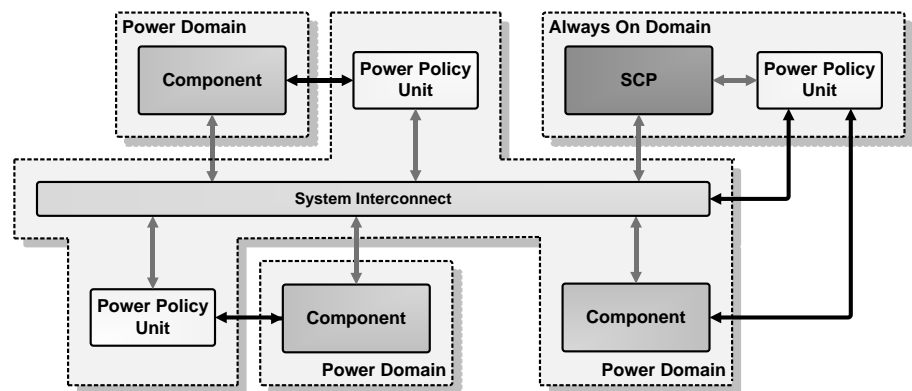 Power Domain
Always On Domain
Component
Power Policy
Unit
SCP
Power Policy
Unit
System Interconnect
Power Policy
Unit
Component
Component
Power Domain
Power Domain